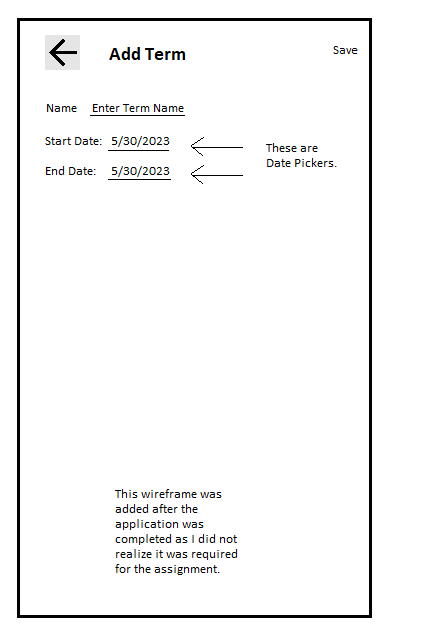 Add Term
Save
Name Enter Term Name
Start Date: 5/30/2023
These are
Date Pickers.
End Date: 5/30/2023
This wireframe was
added after the
application was
completed as I did not
realize it was required
for the assignment.